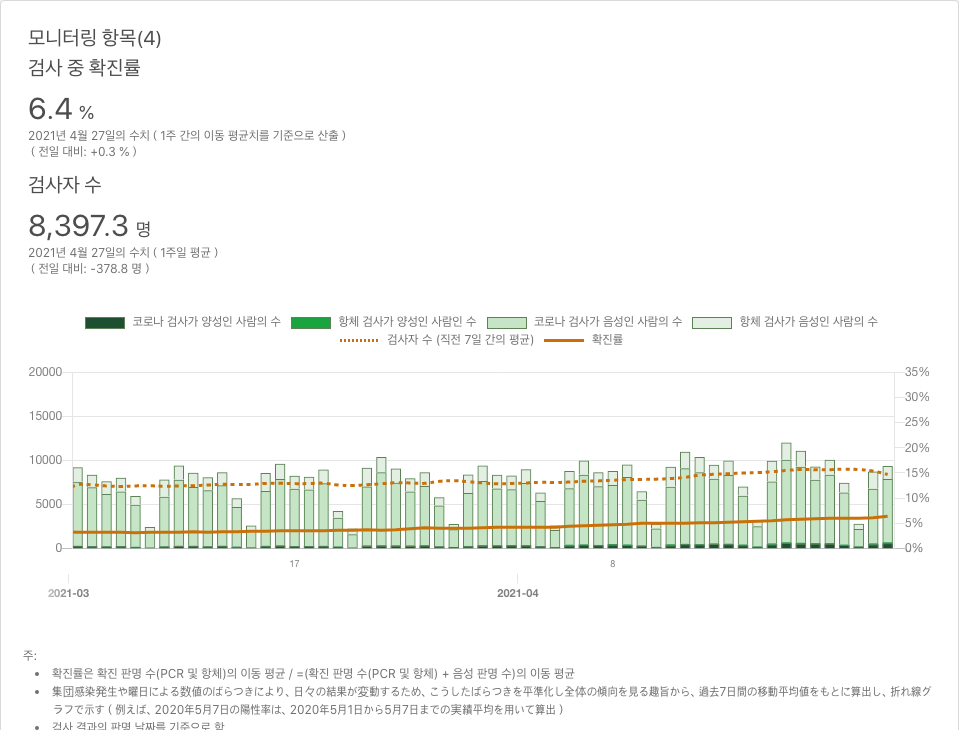 모니터링 항목(4)
검사 중 확진률
6.4 %
2021년 4월 27일의 수치 ( 1주 간의 이동 평균치를 기준으로 산출 )
( 전일 대비: +0.3 % )
검사자 수
8,397.3 명
2021년 4월 27일의 수치 ( 1주일 평균 )
( 전일 대비: -378.8 명 )
코로나 검사가 양성인 사람의 수 항체 검사가 양성인 사람인 수 코로나 검사가 음성인 사람의 수 항체 검사가 음성인 사람의 수
검사자 수 (직전 7일 간의 평균) 확진률
20000 35%
30%
15000 25%
20%
10000 15%
10%
5000 5%
0 0%
17 8
2021-03 2021-04
주:
• 확진률은 확진 판명 수(PCR 및 항체)의 이동 평균 / =(확진 판명 수(PCR 및 항체) + 음성 판명 수)의 이동 평균
• 集団感染発生や曜日による数値のばらつきにより、日々の結果が変動するため、こうしたばらつきを平準化し全体の傾向を見る趣旨から、過去7日間の移動平均値をもとに算出し、折れ線グ
ラフで示す ( 例えば、2020年5月7日の陽性率は、2020年5月1日から5月7日までの実績平均を用いて算出 )
• 검사 결과의 판명 날짜를 기준으로 함